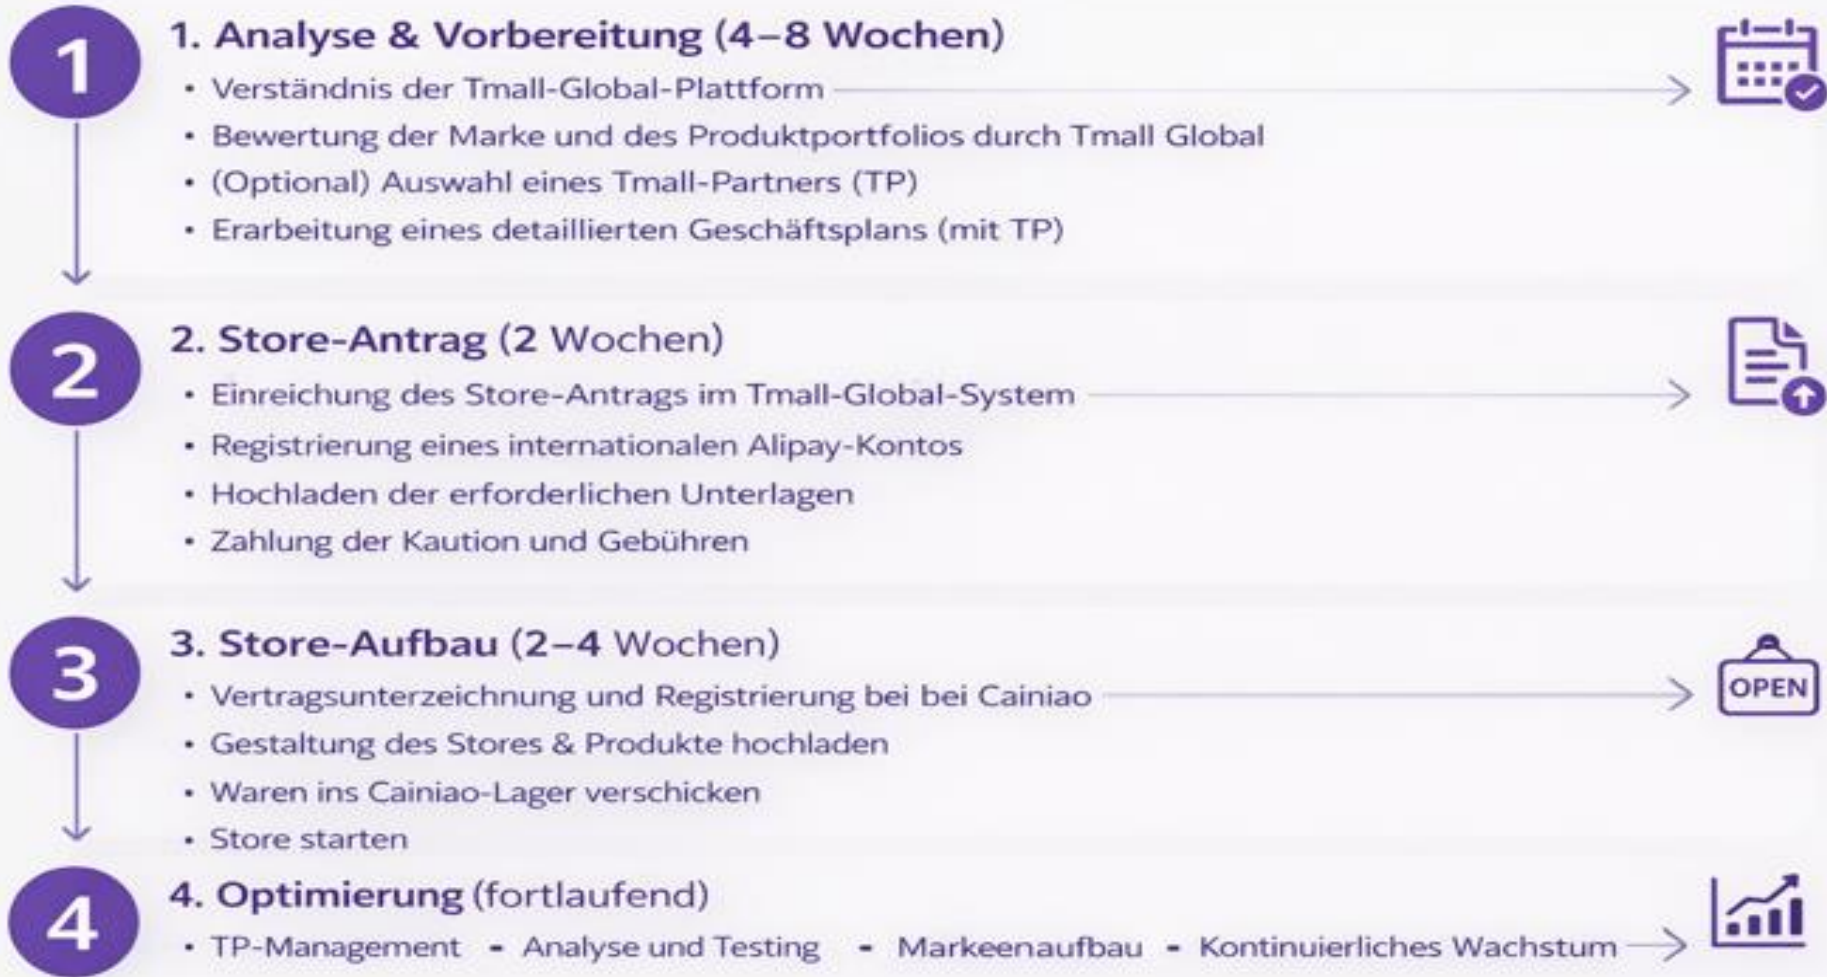 1
1. Analyse & Vorbereitung (4–8 Wochen)
• Verständnis der Tmall-Global-Plattform
• Bewertung der Marke und des Produktportfolios durch Tmall Global
• (Optional) Auswahl eines Tmall-Partners (TP)
• Erarbeitung eines detaillierten Geschäftsplans (mit TP)
2
2. Store-Antrag (2 Wochen)
• Einreichung des Store-Antrags im Tmall-Global-System
• Registrierung eines internationalen Alipay-Kontos
• Hochladen der erforderlichen Unterlagen
• Zahlung der Kaution und Gebühren
3
3. Store-Aufbau (2–4 Wochen)
• Vertragsunterzeichnung und Registrierung bei bei Cainiao
OPEN
• Gestaltung des Stores & Produkte hochladen
• Waren ins Cainiao-Lager verschicken
• Store starten
4
4. Optimierung (fortlaufend)
• TP-Management - Analyse und Testing - Markeenaufbau - Kontinuierliches Wachstum